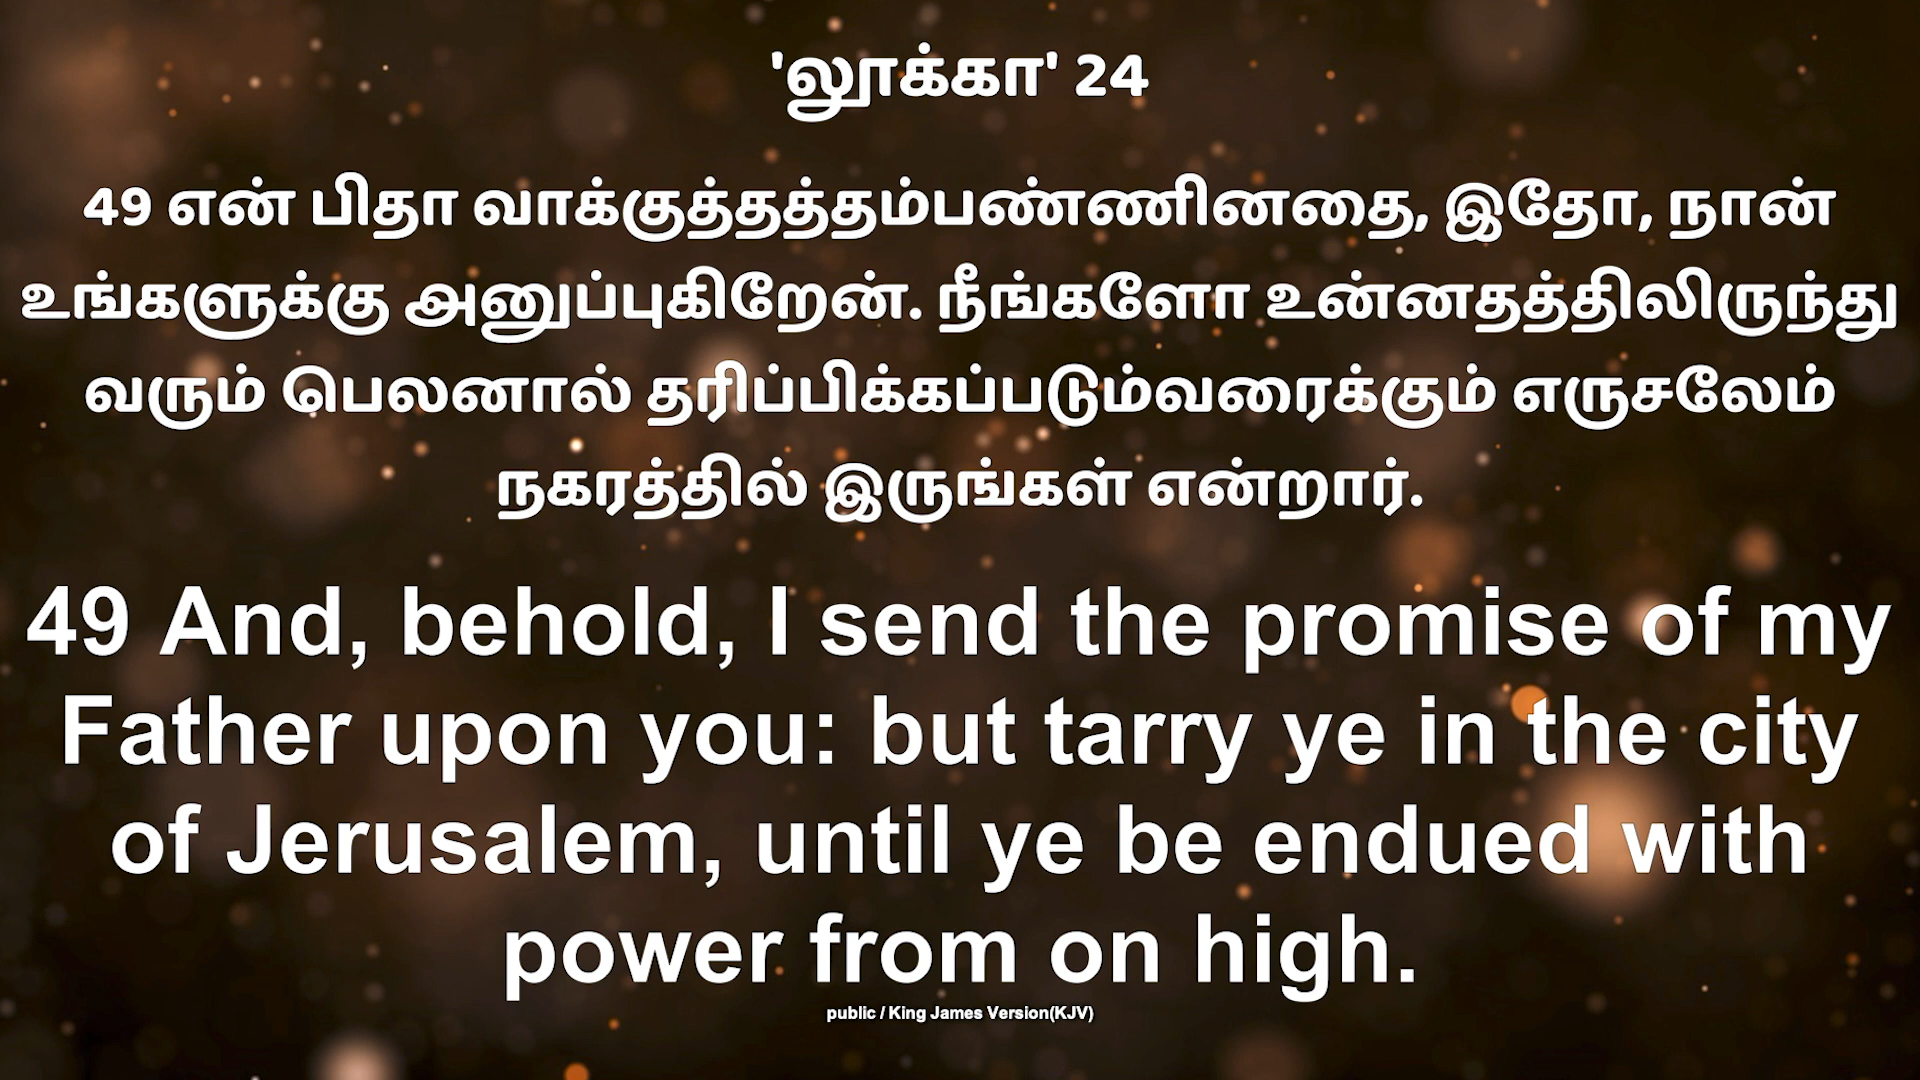 'லூக்கா' 24
49 என் பிதா வாக்குத்தத்தம்பண்ணினதை, இதோ, நான்
உங்களுக்கு அனுப்புகிறேன். நீங்களோ உன்னதத்திலிருந்து
வரும் பெலனால் தரிப்பிக்கப்படும்வரைக்கும் எருசலேம்
நகரத்தில் இருங்கள் என்றார்.
49 And, behold, I send the promise of my
Father upon you: but tarry ye in the city
of Jerusalem, until ye be endued with
power from on high.
public / King James Version(KJV)